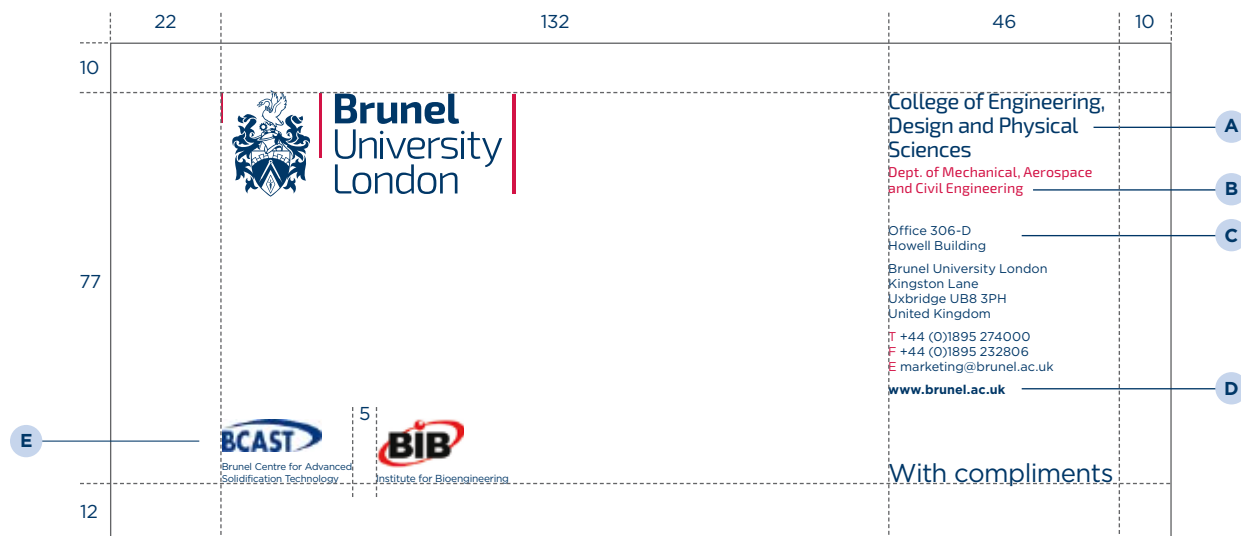 22 132 46 10
10
Brunel
University
London
College of Engineering,
Design and Physical
Sciences
A
Dept. of Mechanical, Aerospace
and Civil Engineering
B
Office 306-D
Howell Building
C
77
Brunel University London
Kingston Lane
Uxbridge UB8 3PH
United Kingdom
T +44 (0)1895 274000
F +44 (0)1895 232806
E marketing@brunel.ac.uk
www.brunel.ac.uk
D
E
BCAST
Brunel Centre for Advanced
Solidification Technology
5
BiB
Institute for Bioengineering
With compliments
12